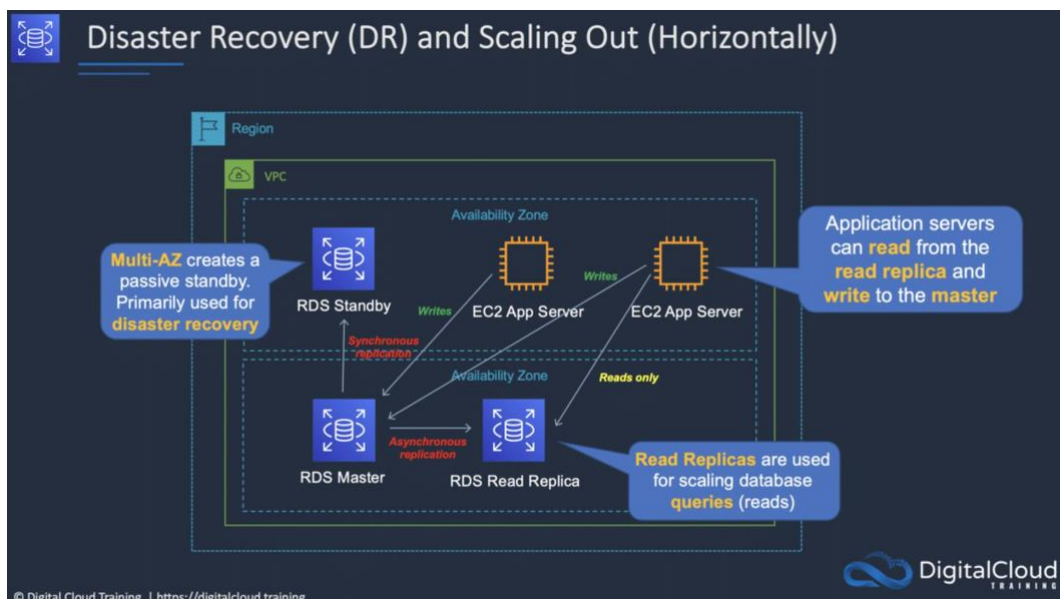 Disaster Recovery (DR) and Scaling Out (Horizontally)
Region
VPC
Availability Zone
Multi-AZ creates a
passive standby.
Primarily used for
disaster recovery
RDS Standby
Writes
EC2 App Server
Writes
EC2 App Server
Application servers
can read from the
read replica and
write to the master
Synchronous
replication
Availability Zone
Reads only
RDS Master
Asynchronous
replication
RDS Read Replica
Read Replicas are used
for scaling database
queries (reads)
DigitalCloud
TRAINING
© Digital Cloud Training | https://digitalcloud.training